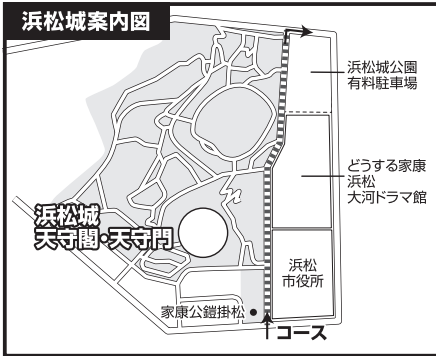 浜松城案内図
浜松城公園
有料駐車場
どうする家康
浜松
大河ドラマ館
浜松城
天守閣・天守門
浜松
市役所
家康公鎧掛松
コース